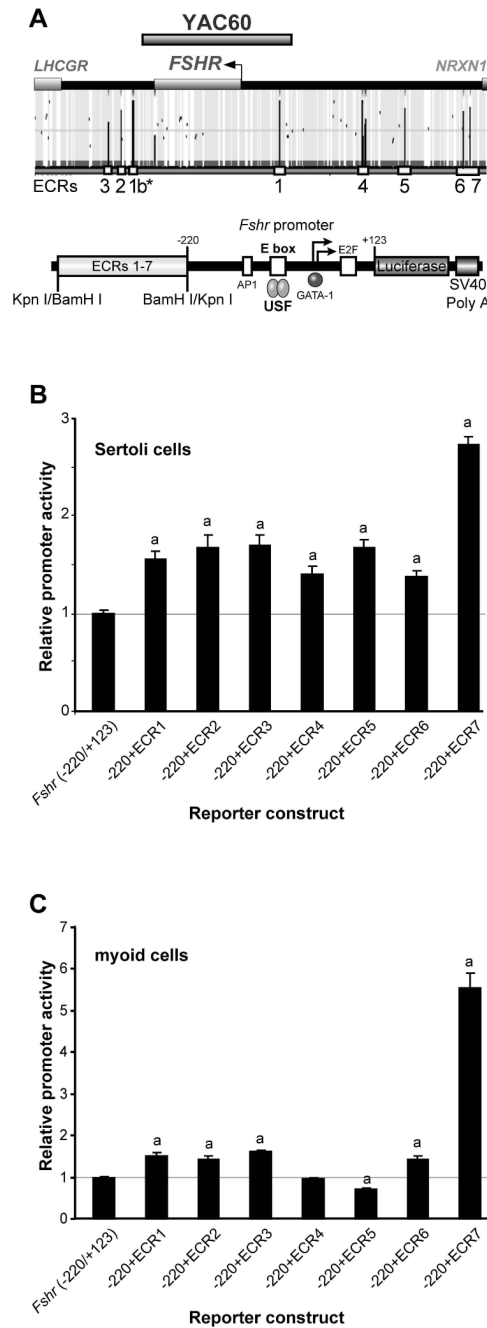 A
YAC60
LHCGR FSHR NRXN1
ECRs 3 2 1b* 1 4 5 6 7
Fshr promoter
-220 E box +123
ECRs 1-7 AP1 E2F Luciferase
Kpn I/BamH I BamH I/Kpn I USF GATA-1 SV40
Poly A
B
Sertoli cells
Relative promoter activity
3
2
1
0
a a a a a a a
Fshr (-220/+123)
-220+ECR1
-220+ECR2
-220+ECR3
-220+ECR4
-220+ECR5
-220+ECR6
-220+ECR7
Reporter construct
C
myoid cells
Relative promoter activity
7
6
5
4
3
2
1
0
a a a a a a
Fshr (-220/+123)
-220+ECR1
-220+ECR2
-220+ECR3
-220+ECR4
-220+ECR5
-220+ECR6
-220+ECR7
Reporter construct